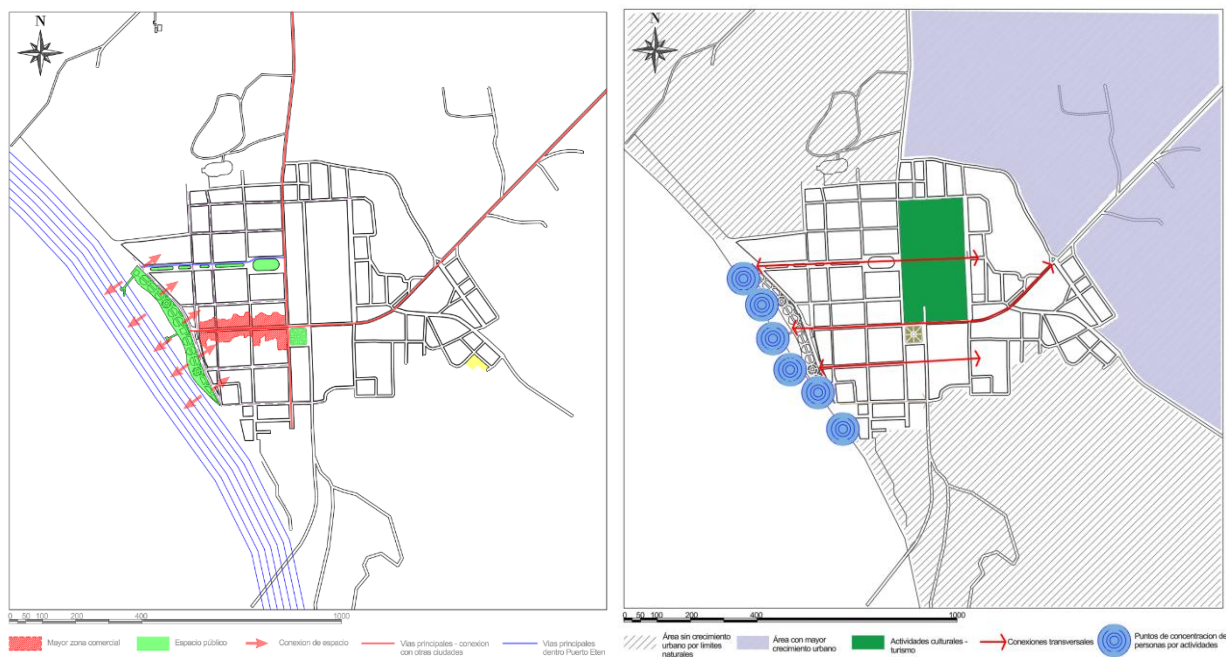 N
0 50 100 200 400 1000
Mayor zona comercial
Espacio público
Conexion de espacio
Vías principales - conexion
con otras ciudades
Vías principales
dentro Puerto Eten
N
0 50 100 200 400 1000
Área sin crecimiento
urbano por límites
naturales
Área con mayor
crecimiento urbano
Actividades culturales -
turismo
Conexiones transversales
Puntos de concentracion de
personas por actividades